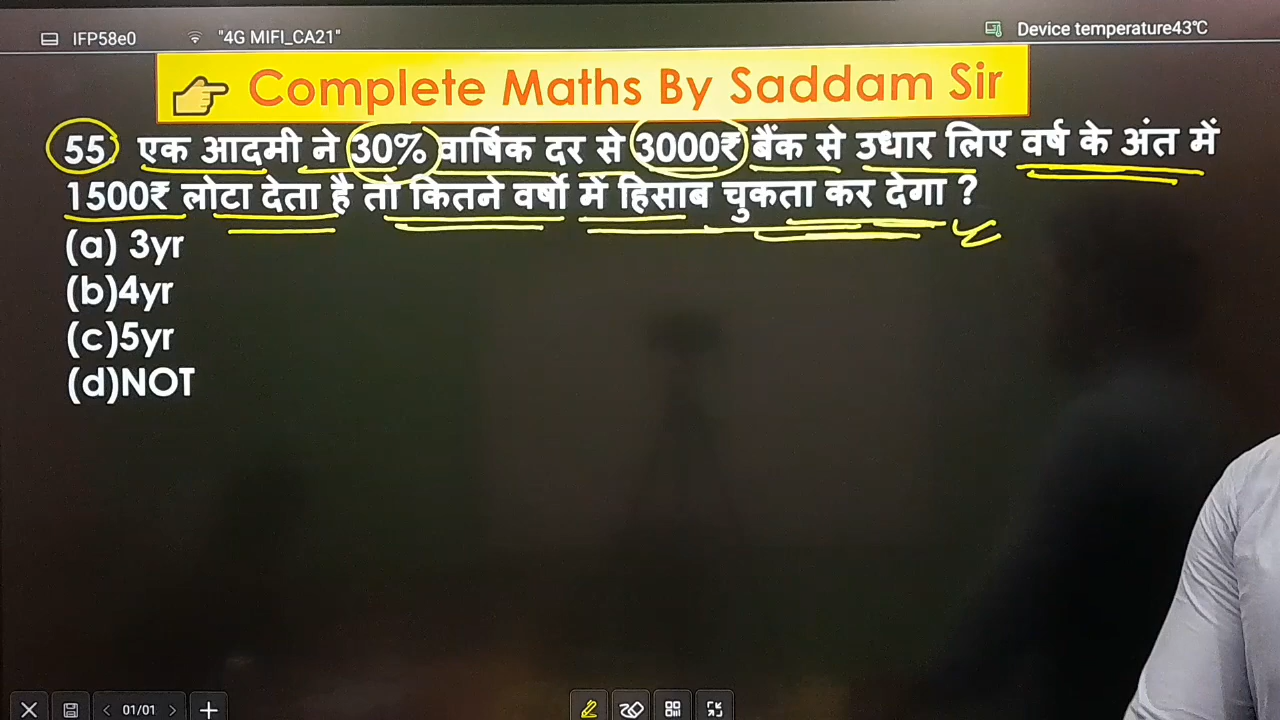 IFP58e0 "4G MIFI_CA21" Device temperature43℃
Complete Maths By Saddam Sir
55. एक आदमी ने 30% वार्षिक दर से 3000₹ बैंक से उधार लिए वर्ष के अंत में
1500₹ लोटा देता है तो कितने वर्षो में हिसाब चुकता कर देगा ?
(a) 3yr
(b)4yr
(c)5yr
(d)NOT
01/01